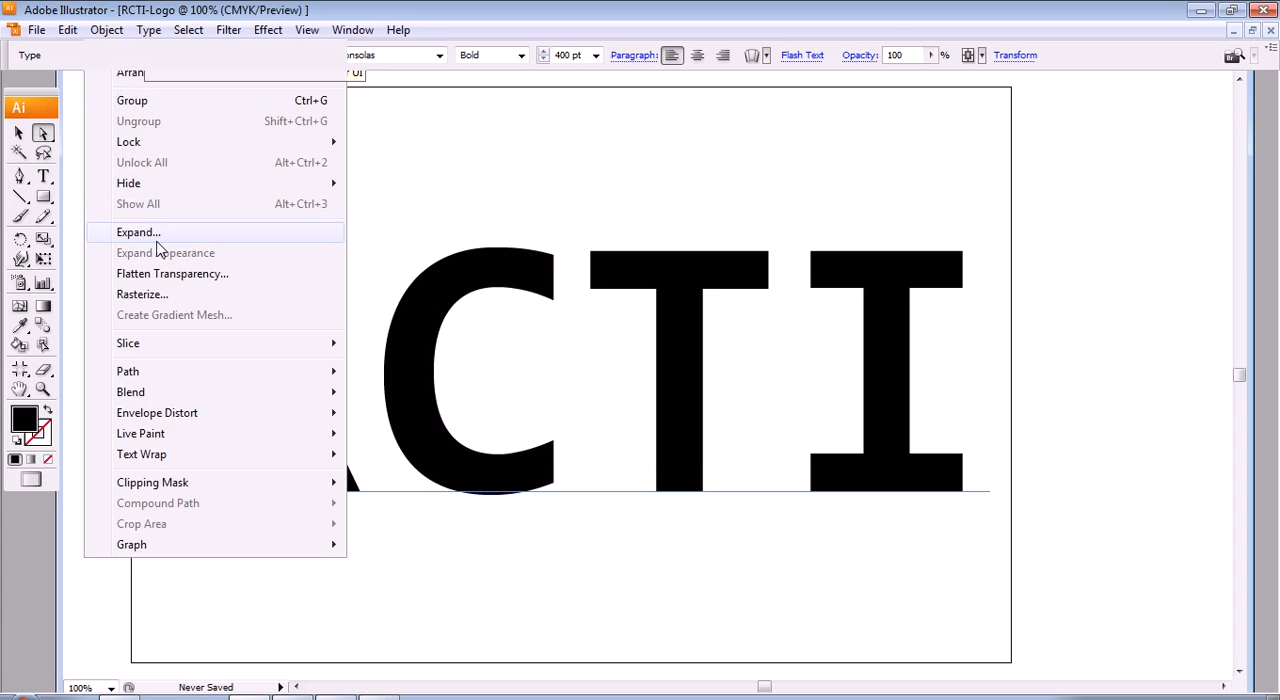 Adobe Illustrator - [RCTI-Logo @ 100% (CMYK/Preview) ]
File Edit Object Type Select Filter Effect View Window Help
Type
onsolas Bold 400 pt Paragraph: Flash Text Opacity: 100 % Transform
Ai
Group Ctrl+G
Ungroup Shift+Ctrl+G
Lock
Unlock All Alt+Ctrl+2
Hide
Show All Alt+Ctrl+3
Expand...
Expand Appearance
Flatten Transparency...
Rasterize...
Create Gradient Mesh...
Slice
Path
Blend
Envelope Distort
Live Paint
Text Wrap
Clipping Mask
Compound Path
Crop Area
Graph
CTI
100% Never Saved